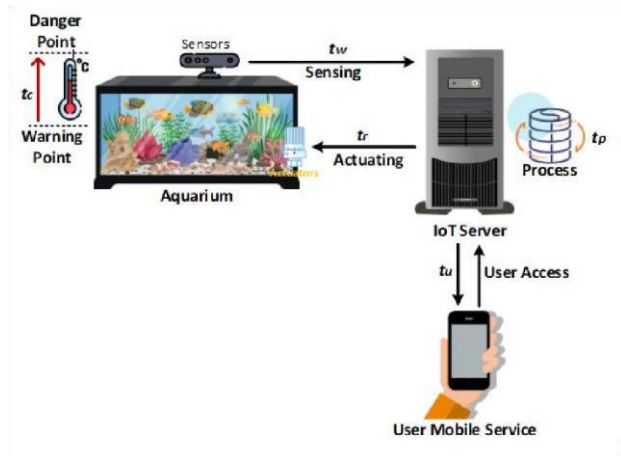 Danger
Point
°C
tc
Warning
Point
Sensors
tw
Sensing
tr
Actuating
Actuators
Aquarium
tp
Process
IoT Server
tu
User Access
User Mobile Service